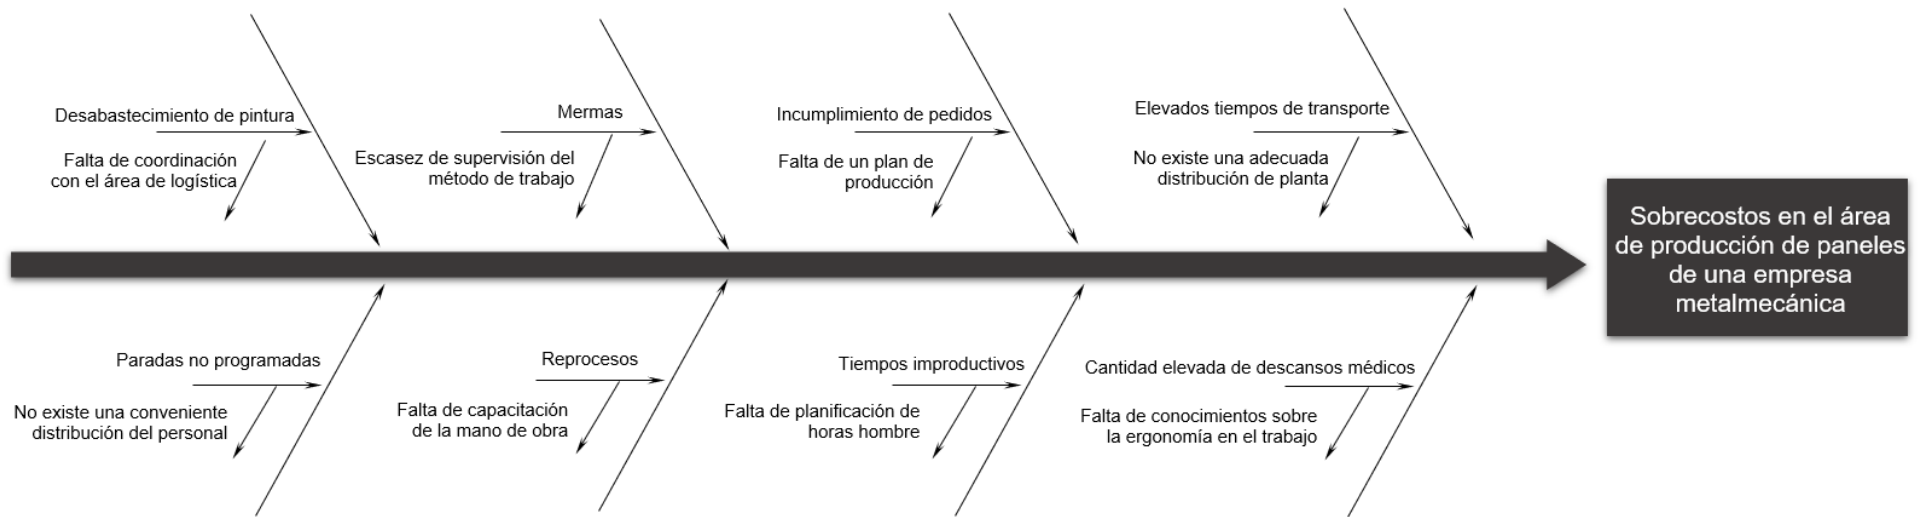 Desabastecimiento de pintura
Falta de coordinación
con el área de logística
Mermas
Escasez de supervisión del
método de trabajo
Incumplimiento de pedidos
Falta de un plan de
producción
Elevados tiempos de transporte
No existe una adecuada
distribución de planta
Sobrecostos en el área
de producción de paneles
de una empresa
metalmecánica
Paradas no programadas
No existe una conveniente
distribución del personal
Reprocesos
Falta de capacitación
de la mano de obra
Tiempos improductivos
Falta de planificación de
horas hombre
Cantidad elevada de descansos médicos
Falta de conocimientos sobre
la ergonomía en el trabajo